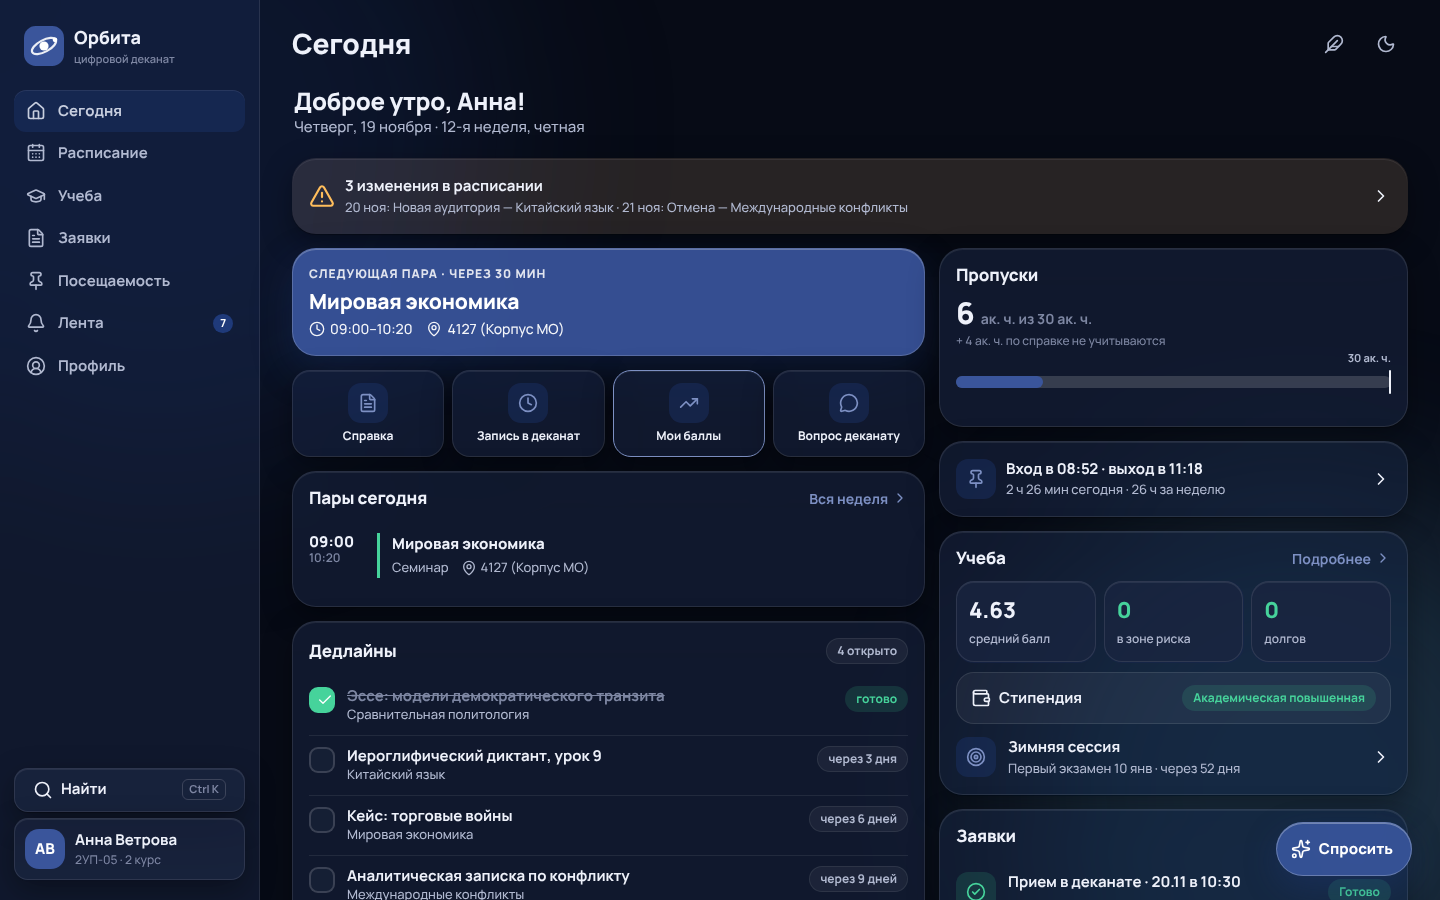 Орбита
цифровой деканат
Сегодня
Расписание
Учеба
Заявки
Посещаемость
Лента
7
Профиль
Найти
Ctrl K
АВ
Анна Ветрова
2УП-05 · 2 курс
Сегодня
Доброе утро, Анна!
Четверг, 19 ноября · 12-я неделя, четная
3 изменения в расписании
20 ноя: Новая аудитория — Китайский язык · 21 ноя: Отмена — Международные конфликты
СЛЕДУЮЩАЯ ПАРА · ЧЕРЕЗ 30 МИН
Мировая экономика
09:00–10:20 4127 (Корпус МО)
Справка
Запись в деканат
Мои баллы
Вопрос деканату
Пары сегодня
Вся неделя
09:00
10:20
Мировая экономика
Семинар 4127 (Корпус МО)
Дедлайны
4 открыто
Эссе: модели демократического транзита
Сравнительная политология
готово
Иероглифический диктант, урок 9
Китайский язык
через 3 дня
Кейс: торговые войны
Мировая экономика
через 6 дней
Аналитическая записка по конфликту
Международные конфликты
через 9 дней
Пропуски
6 ак. ч. из 30 ак. ч.
+ 4 ак. ч. по справке не учитываются
30 ак. ч.
Вход в 08:52 · выход в 11:18
2 ч 26 мин сегодня · 26 ч за неделю
Учеба
Подробнее
4.63
средний балл
0
в зоне риска
0
долгов
Стипендия
Академическая повышенная
Зимняя сессия
Первый экзамен 10 янв · через 52 дня
Заявки
Спросить
Прием в деканате · 20.11 в 10:30
Готово